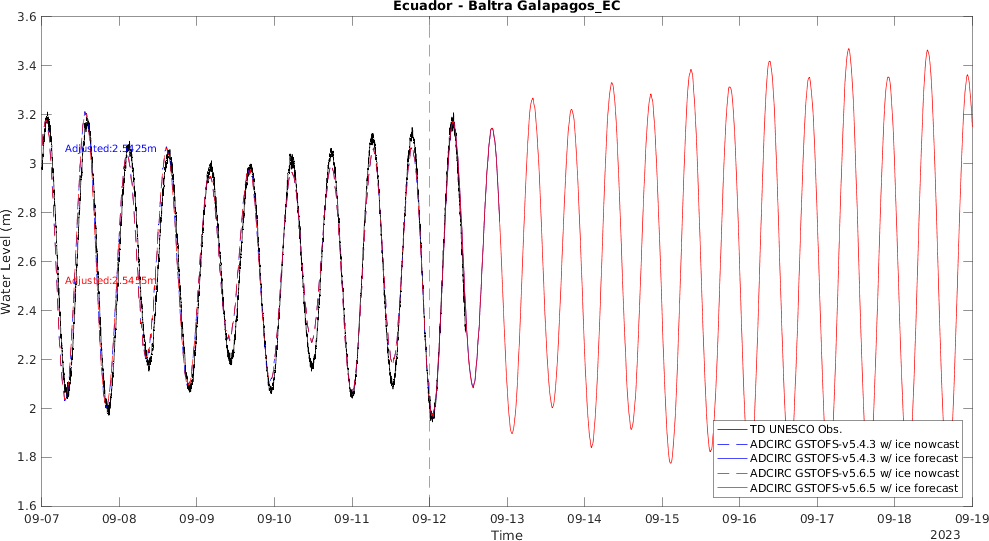 Ecuador - Baltra Galapagos_EC
3.6
3.4
3.2
3
2.8
2.6
2.4
2.2
2
1.8
1.6
Water Level (m)
Adjusted:2.5425m
Adjusted:2.5455m
TD UNESCO Obs.
ADCIRC GSTOFS-v5.4.3 w/ ice nowcast
ADCIRC GSTOFS-v5.4.3 w/ ice forecast
ADCIRC GSTOFS-v5.6.5 w/ ice nowcast
ADCIRC GSTOFS-v5.6.5 w/ ice forecast
09-07 09-08 09-09 09-10 09-11 09-12 09-13 09-14 09-15 09-16 09-17 09-18 09-19
Time
2023